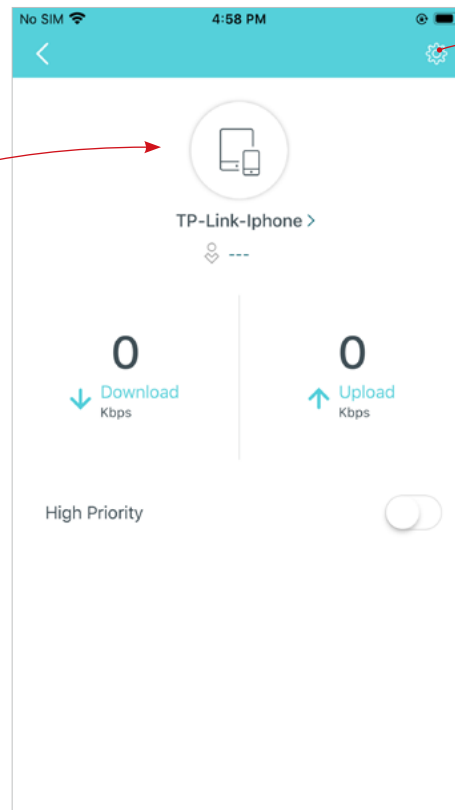 No SIM 4:58 PM
TP-Link-Iphone >
---
0 0
Download Upload
Kbps Kbps
High Priority